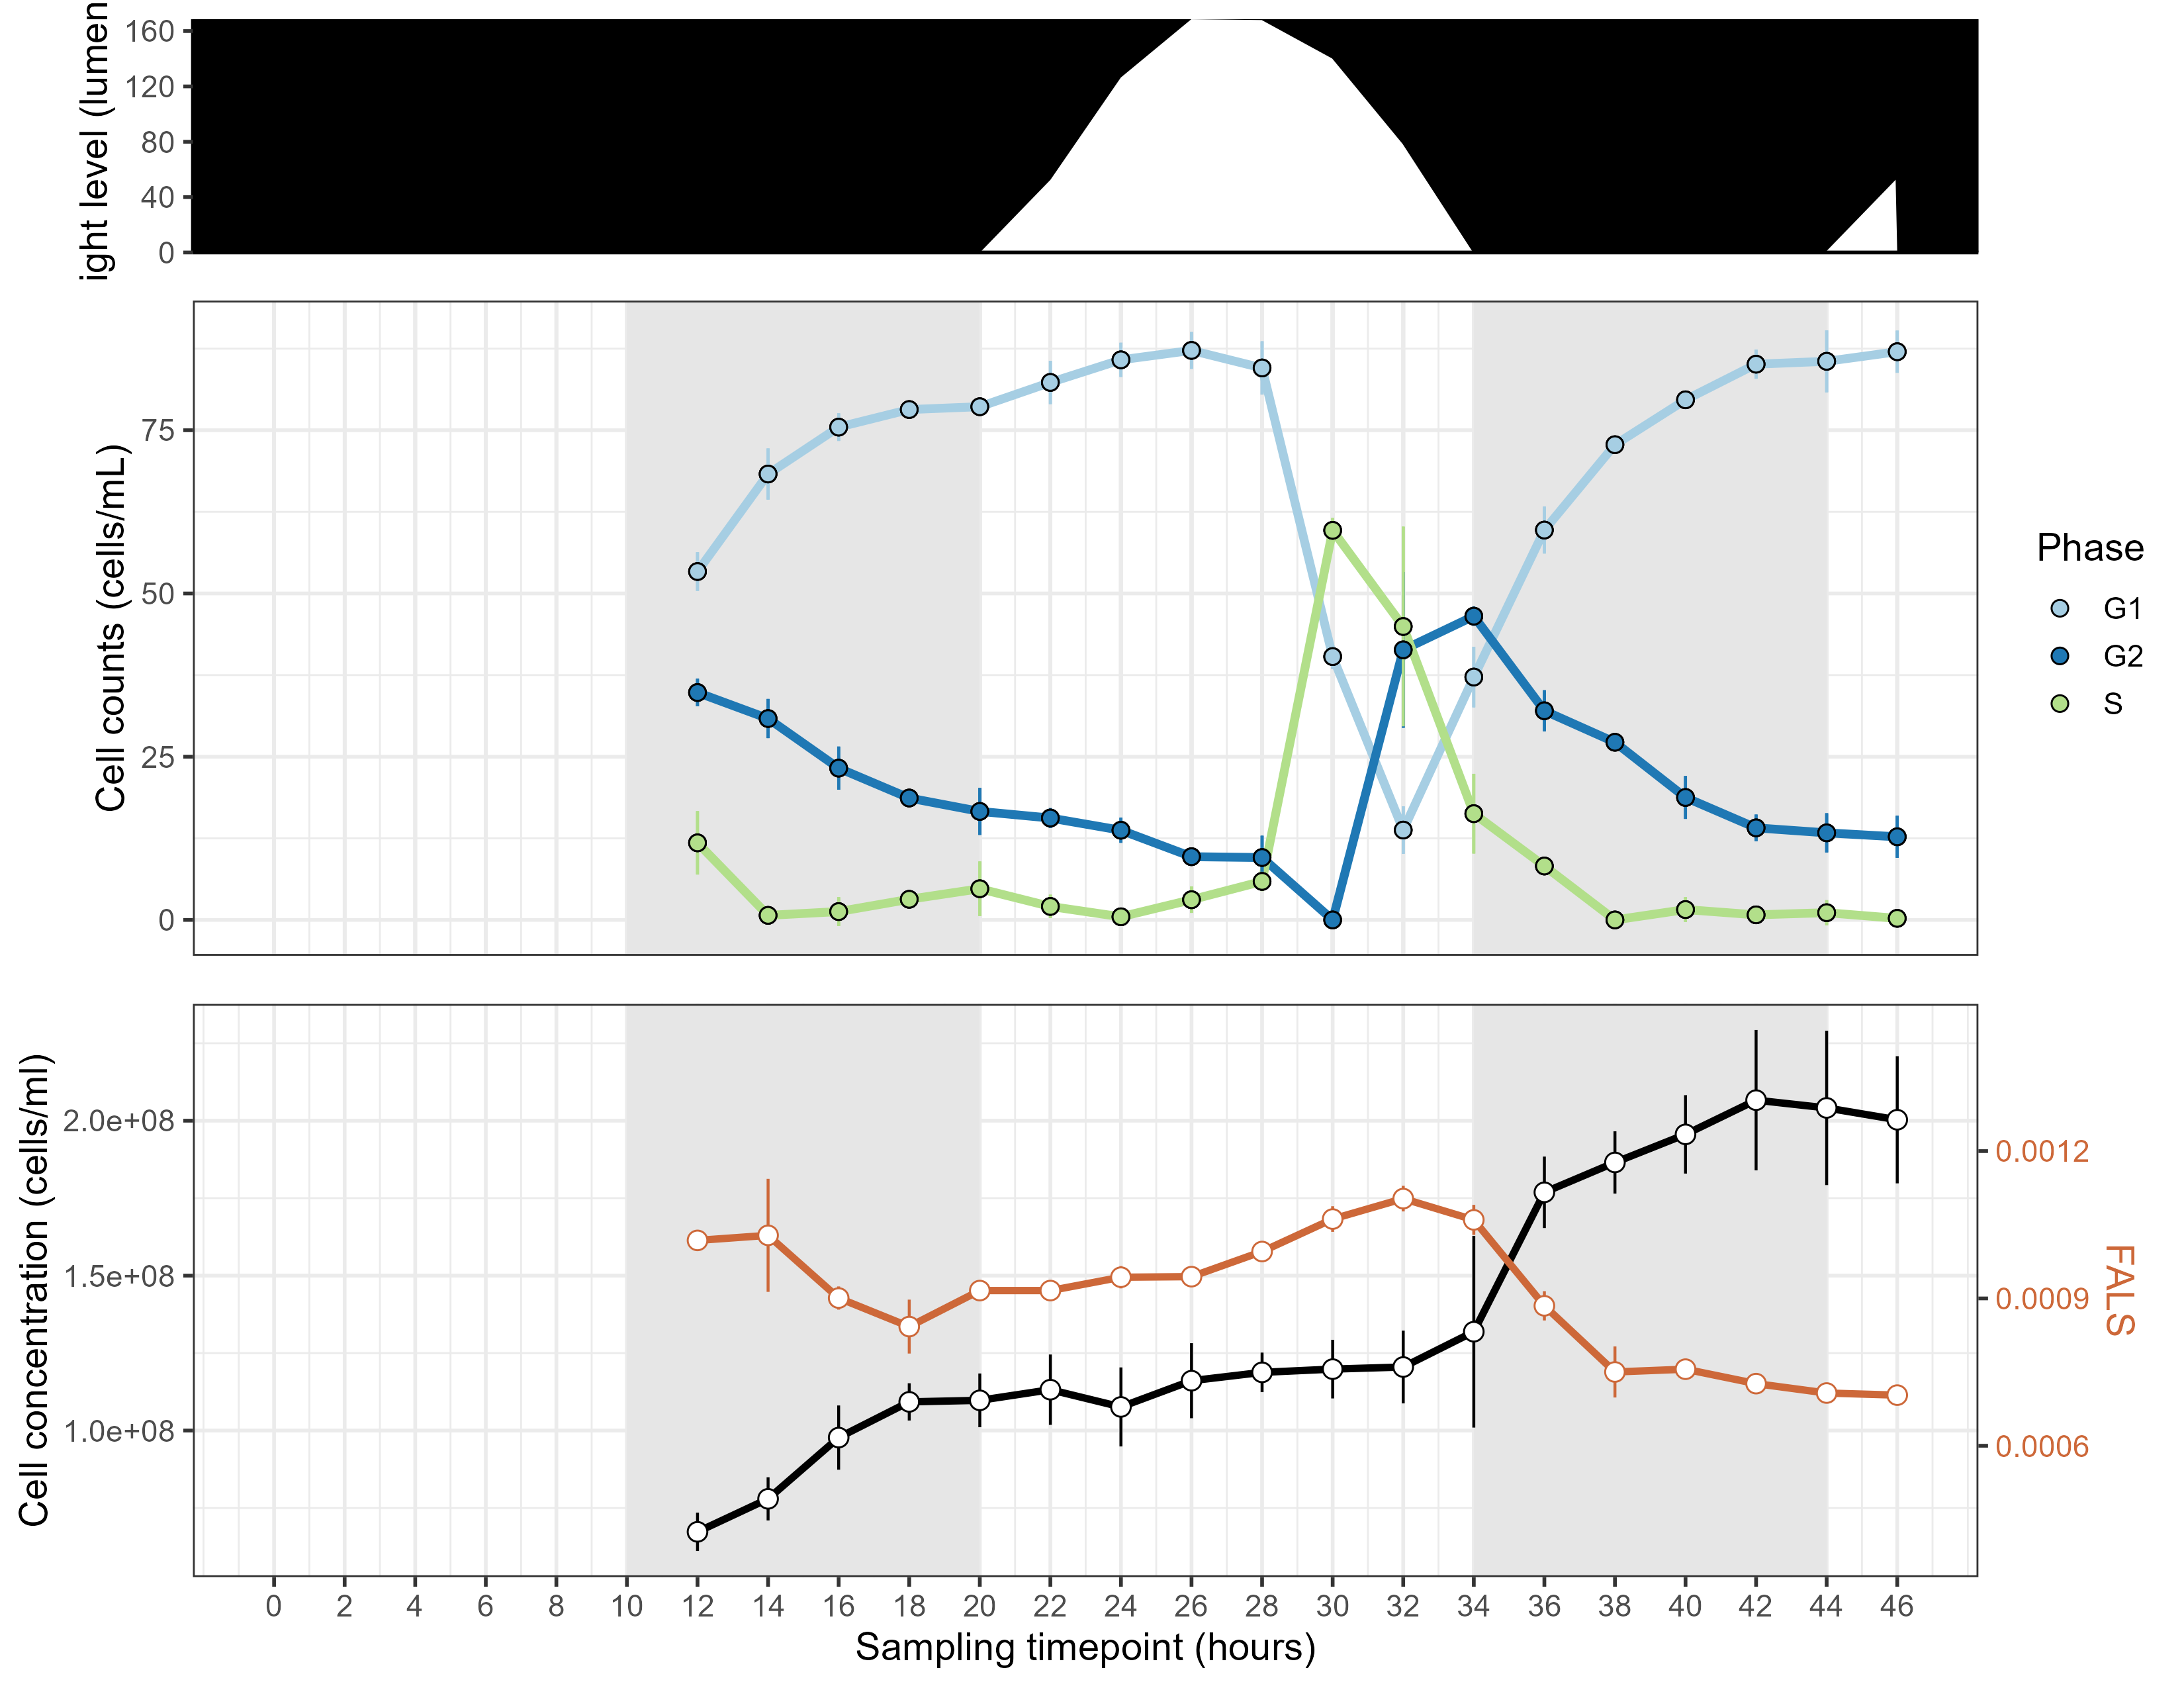 ight level (lumen
160
120
80
40
0
Cell counts (cells/mL)
75
50
25
0
Phase
G1
G2
S
Cell concentration (cells/ml)
2.0e+08
1.5e+08
1.0e+08
0.0012
0.0009
0.0006
FALS
0 2 4 6 8 10 12 14 16 18 20 22 24 26 28 30 32 34 36 38 40 42 44 46
Sampling timepoint (hours)